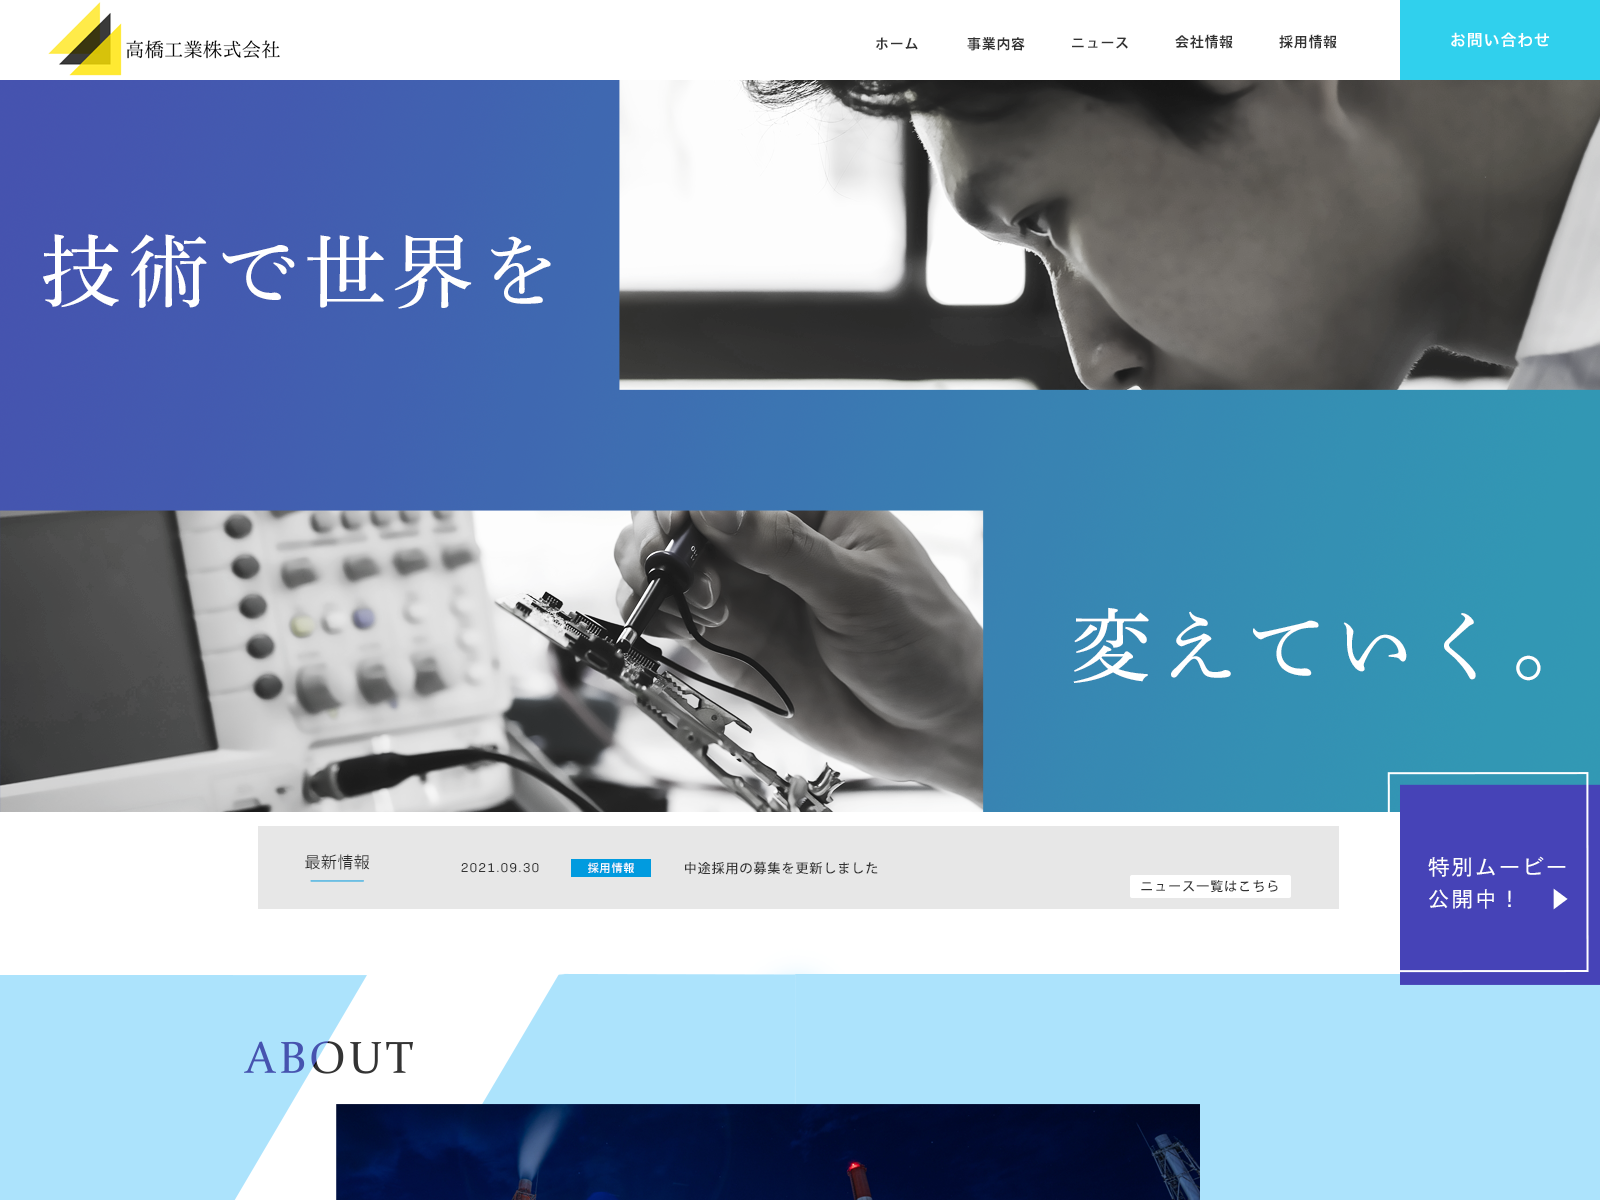 高橋工業株式会社
ホーム
事業内容
ニュース
会社情報
採用情報
お問い合わせ
技術で世界を
変えていく。
最新情報
2021.09.30
採用情報
中途採用の募集を更新しました
ニュース一覧はこちら
特別ムービー
公開中！
ABOUT